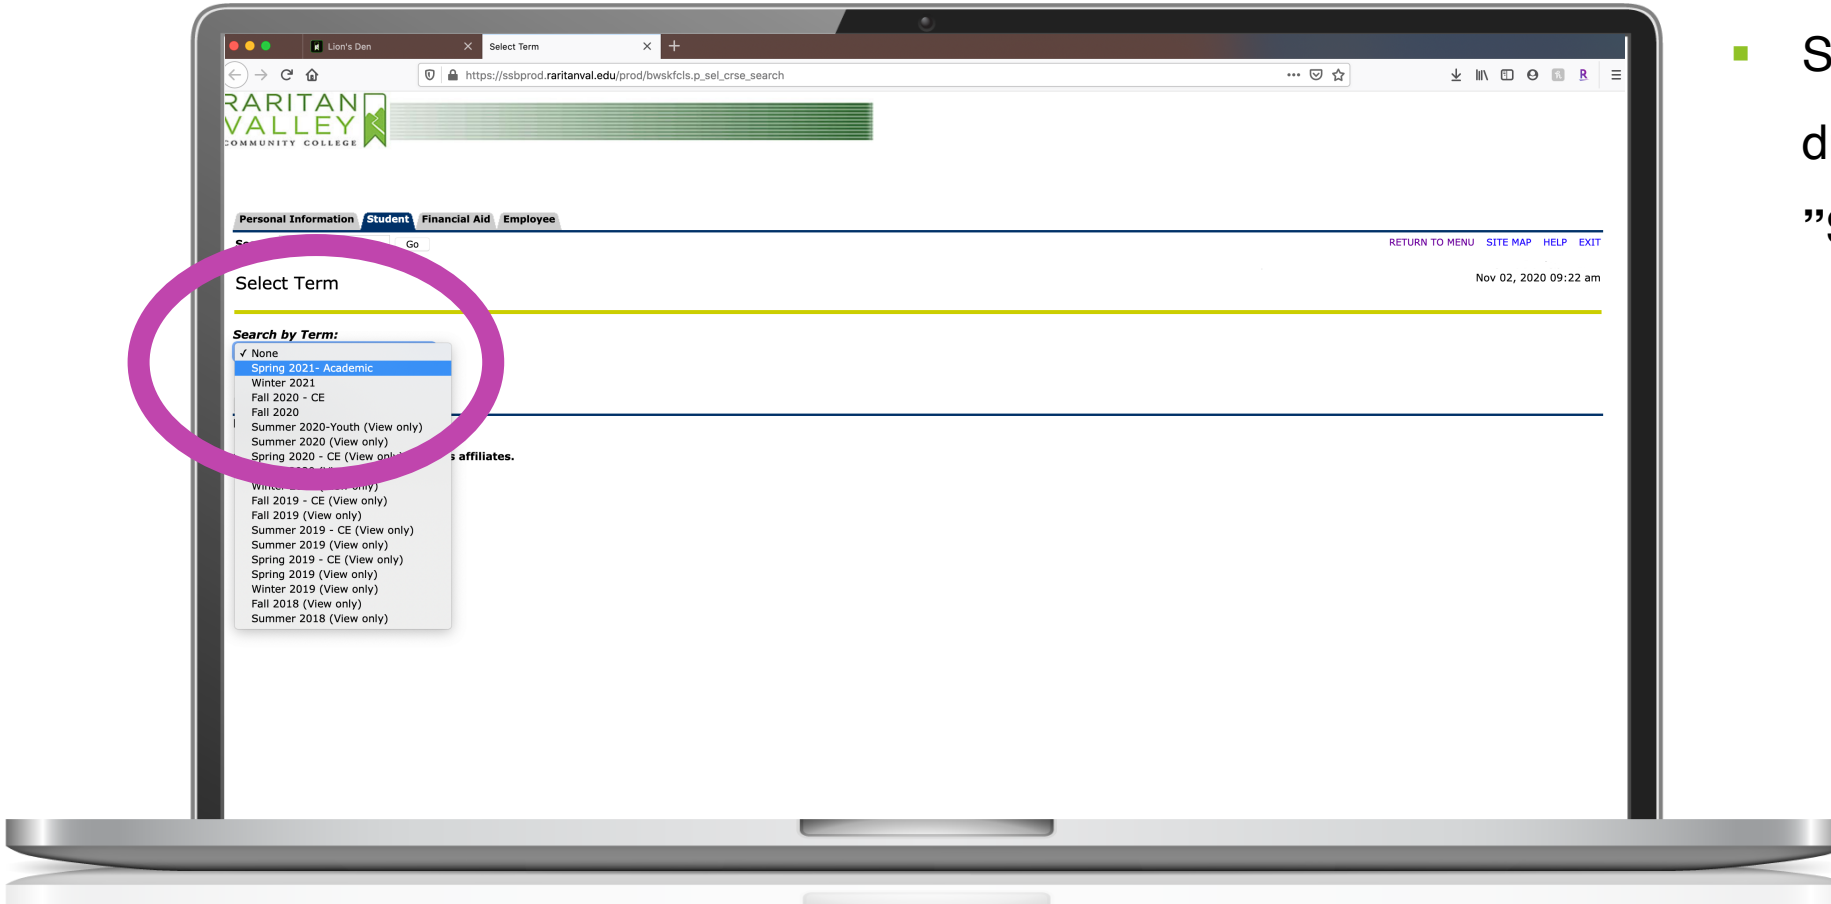 Lion's Den
Select Term
https://ssbprod.raritanval.edu/prod/bwskfcls.p_sel_crse_search
RARITAN
VALLEY
COMMUNITY COLLEGE
Personal Information Student Financial Aid Employee
Go
RETURN TO MENU SITE MAP HELP EXIT
Select Term
Nov 02, 2020 09:22 am
Search by Term:
✓ None
Spring 2021- Academic
Winter 2021
Fall 2020 - CE
Fall 2020
Summer 2020-Youth (View only)
Summer 2020 (View only)
Spring 2020 - CE (View only)
affiliates.
Winter (View only)
Fall 2019 - CE (View only)
Fall 2019 (View only)
Summer 2019 - CE (View only)
Summer 2019 (View only)
Spring 2019 - CE (View only)
Spring 2019 (View only)
Winter 2019 (View only)
Fall 2018 (View only)
Summer 2018 (View only)
S
d
"S